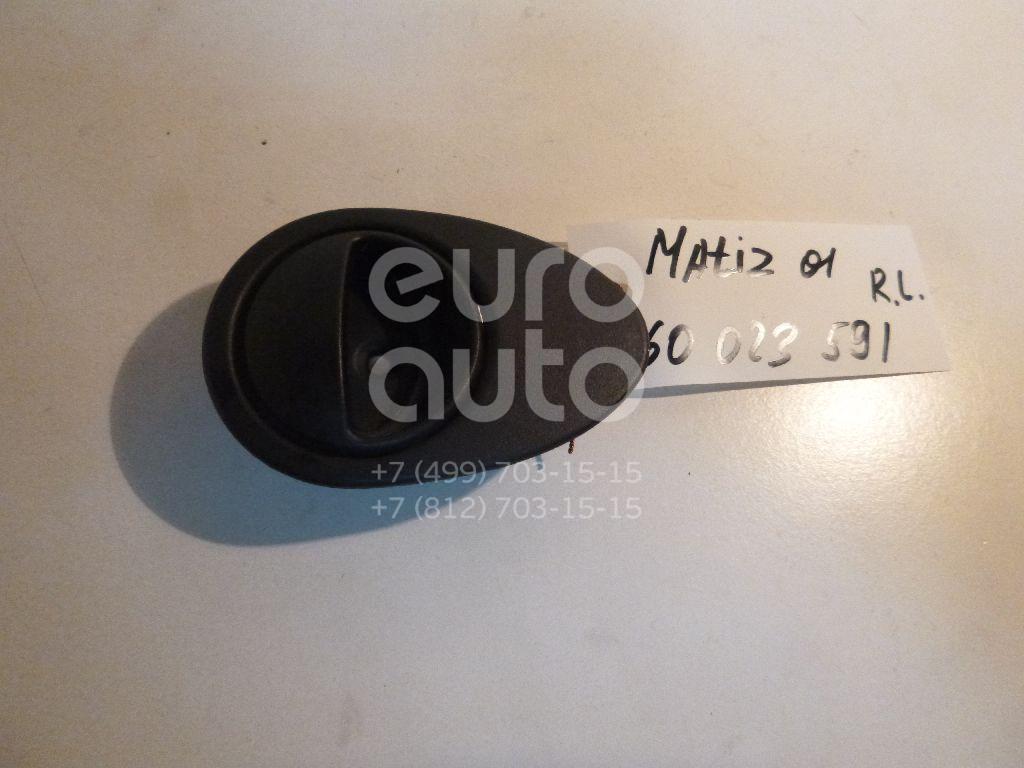 MAtiz 01
R.L.
60 023 591
euro
auto
+7 (499) 703-15-15
+7 (812) 703-15-15